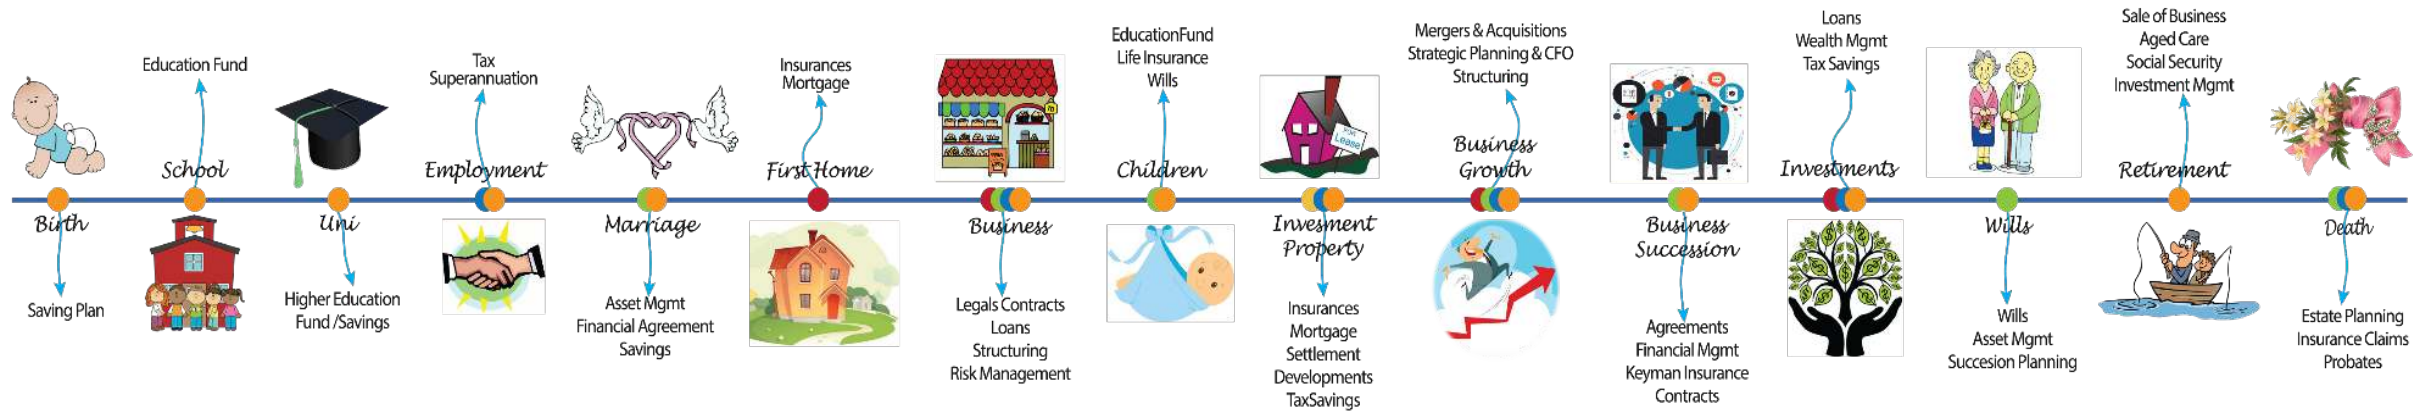 Birth
Saving Plan
Education Fund
School
Uni
Higher Education
Fund /Savings
Tax
Superannuation
Employment
Marriage
Asset Mgmt
Financial Agreement
Savings
Insurances
Mortgage
First Home
Business
Legals Contracts
Loans
Structuring
Risk Management
EducationFund
Life Insurance
Wills
Children
For
Lease
Invesment
Property
Insurances
Mortgage
Settlement
Developments
TaxSavings
Mergers & Acquisitions
Strategic Planning & CFO
Structuring
Business
Growth
Business
Succession
Agreements
Financial Mgmt
Keyman Insurance
Contracts
Loans
Wealth Mgmt
Tax Savings
Investments
Wills
Wills
Asset Mgmt
Succesion Planning
Sale of Business
Aged Care
Social Security
Investment Mgmt
Retirement
Death
Estate Planning
Insurance Claims
Probates